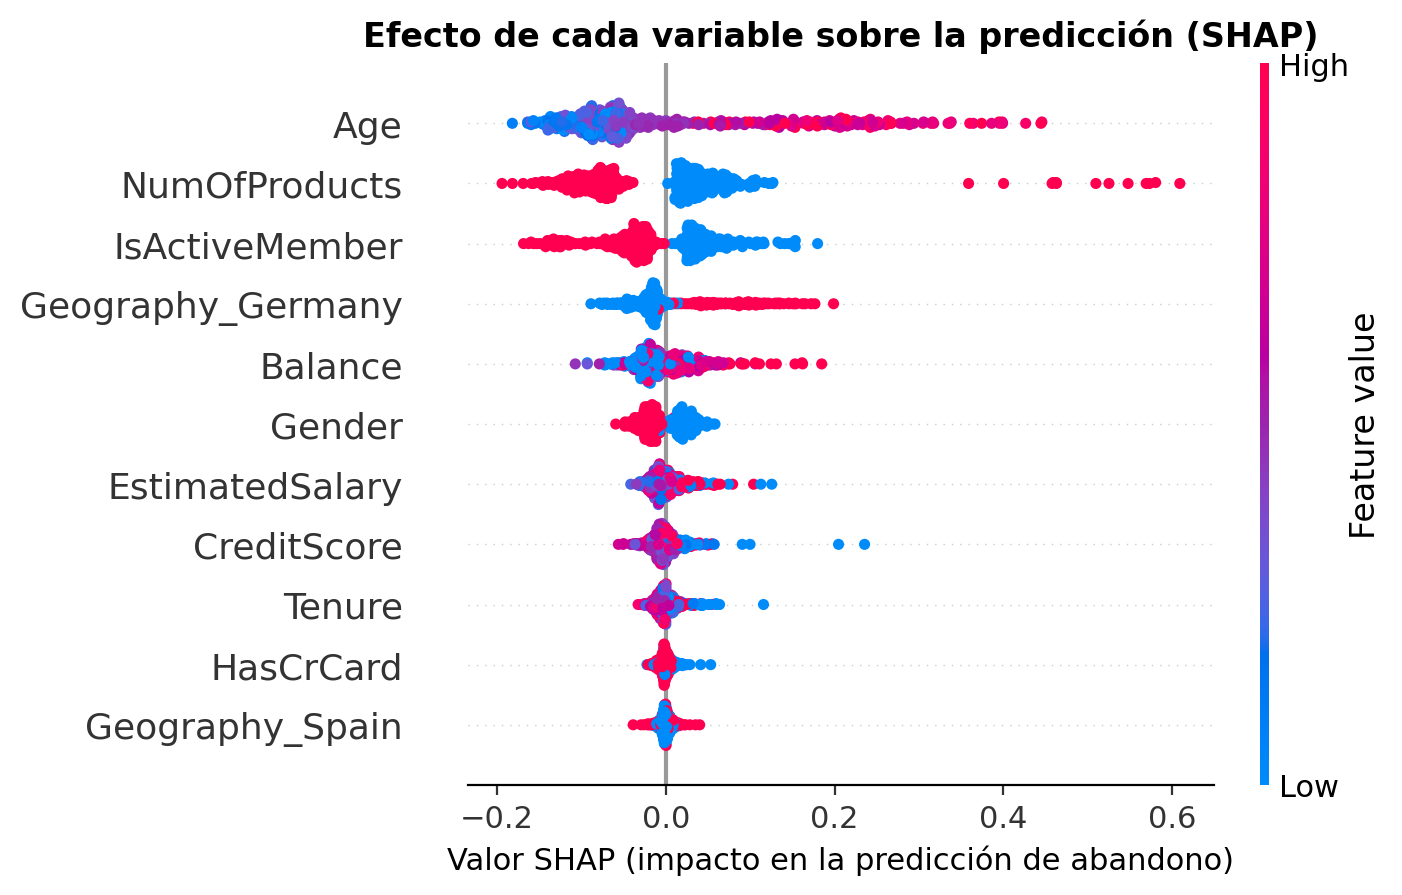 Efecto de cada variable sobre la predicción (SHAP)
High
Age
NumOfProducts
IsActiveMember
Geography_Germany
Balance
Gender
EstimatedSalary
CreditScore
Tenure
HasCrCard
Geography_Spain
Feature value
Low
−0.2 0.0 0.2 0.4 0.6
Valor SHAP (impacto en la predicción de abandono)